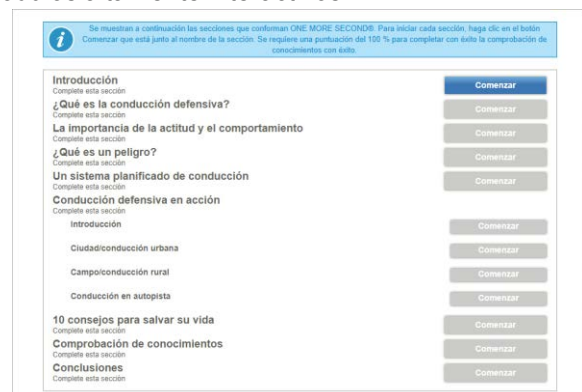 Se muestran a continuación las secciones que conforman ONE MORE SECOND®. Para iniciar cada sección, haga clic en el botón
Comenzar que está junto al nombre de la sección. Se requiere una puntuación del 100 % para completar con éxito la comprobación de
conocimientos con éxito.
Introducción
Comenzar
Complete esta sección
¿Qué es la conducción defensiva?
Comenzar
Complete esta sección
La importancia de la actitud y el comportamiento
Comenzar
Complete esta sección
¿Qué es un peligro?
Comenzar
Complete esta sección
Un sistema planificado de conducción
Comenzar
Complete esta sección
Conducción defensiva en acción
Complete esta sección
Introducción
Comenzar
Ciudad/conducción urbana
Comenzar
Campo/conducción rural
Comenzar
Conducción en autopista
Comenzar
10 consejos para salvar su vida
Comenzar
Complete esta sección
Comprobación de conocimientos
Comenzar
Complete esta sección
Conclusiones
Comenzar
Complete esta sección